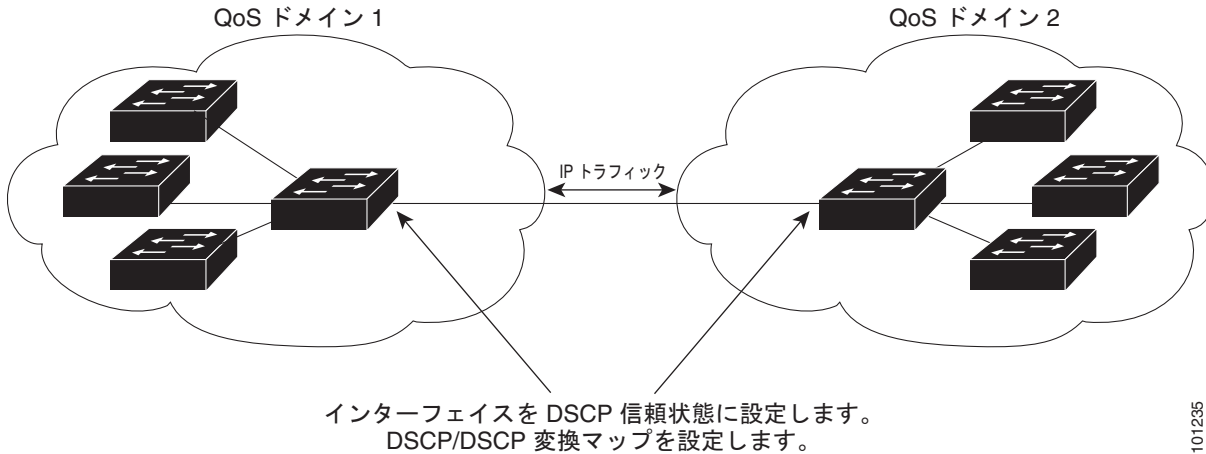 QoS ドメイン 1
QoS ドメイン 2
IP トラフィック
インターフェイスを DSCP 信頼状態に設定します。
DSCP/DSCP 変換マップを設定します。
101235